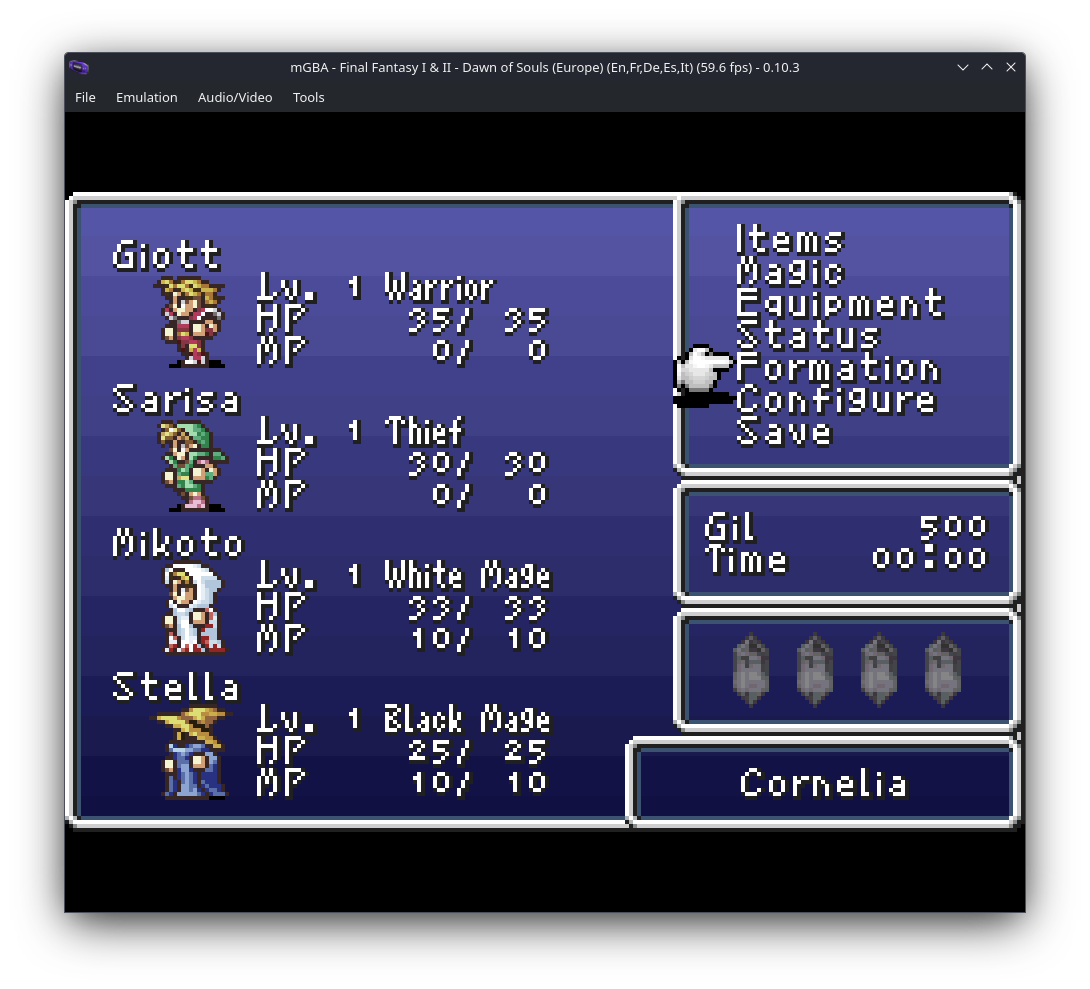 mGBA - Final Fantasy I & II - Dawn of Souls (Europe) (En,Fr,De,Es,It) (59.6 fps) - 0.10.3
File Emulation Audio/Video Tools
Giott
Lv. 1 Warrior
HP 35/ 35
MP 0/ 0
Sarisa
Lv. 1 Thief
HP 30/ 30
MP 0/ 0
Mikoto
Lv. 1 White Mage
HP 33/ 33
MP 10/ 10
Stella
Lv. 1 Black Mage
HP 25/ 25
MP 10/ 10
Items
Magic
Equipment
Status
Formation
Configure
Save
Gil 500
Time 00:00
Cornelia